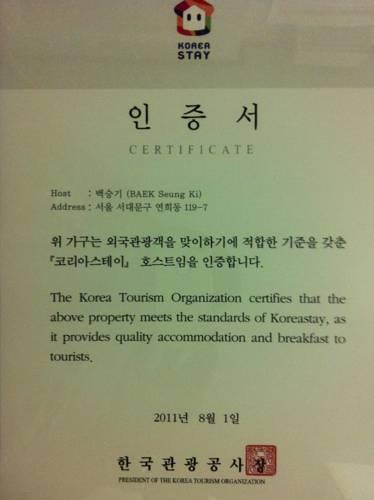 KOREA
STAY
인증서
CERTIFICATE
Host : 백승기 (BAEK Seung Ki)
Address : 서울 서대문구 연희동 119-7
위 가구는 외국관광객을 맞이하기에 적합한 기준을 갖춘
『코리아스테이』 호스트임을 인증합니다.
The Korea Tourism Organization certifies that the
above property meets the standards of Koreastay, as
it provides quality accommodation and breakfast to
tourists.
2011년 8월 1일
한국관광공사장
PRESIDENT OF THE KOREA TOURISM ORGANIZATION